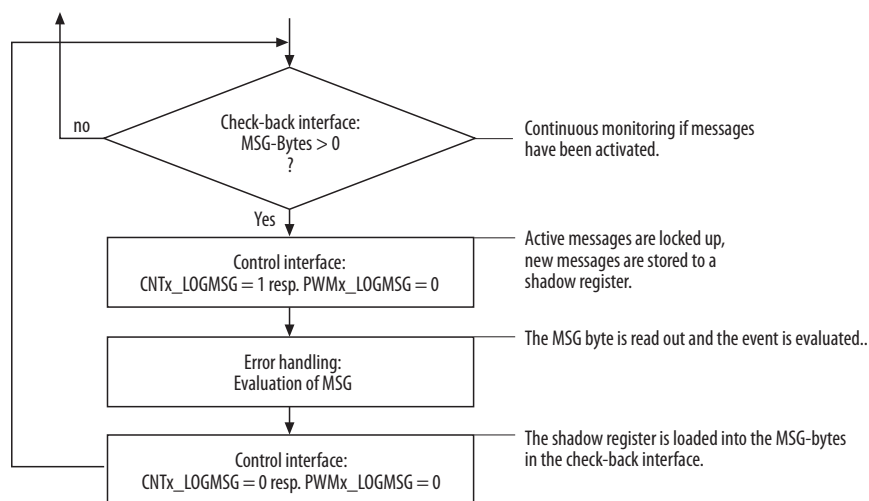 no
Check-back interface:
MSG-Bytes > 0
?
Continuous monitoring if messages
have been activated.
Yes
Control interface:
CNTx_LOGMSG = 1 resp. PWMx_LOGMSG = 0
Active messages are locked up,
new messages are stored to a
shadow register.
Error handling:
Evaluation of MSG
The MSG byte is read out and the event is evaluated..
Control interface:
CNTx_LOGMSG = 0 resp. PWMx_LOGMSG = 0
The shadow register is loaded into the MSG-bytes
in the check-back interface.